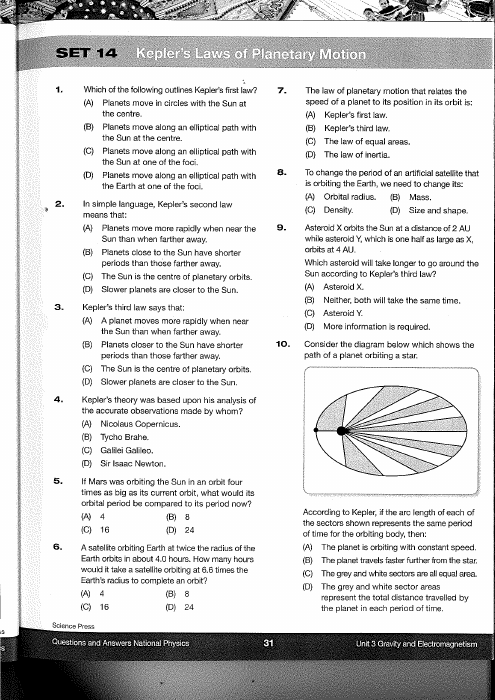 SET 14 Kepler's Laws of Planetary Motion
1. Which of the following outlines Kepler's first law?
(A) Planets move in circles with the Sun at
the centre.
(B) Planets move along an elliptical path with
the Sun at the centre.
(C) Planets move along an elliptical path with
the Sun at one of the foci.
(D) Planets move along an elliptical path with
the Earth at one of the foci.
2. In simple language, Kepler's second law
means that:
(A) Planets move more rapidly when near the
Sun than when farther away.
(B) Planets close to the Sun have shorter
periods than those farther away.
(C) The Sun is the centre of planetary orbits.
(D) Slower planets are closer to the Sun.
3. Kepler's third law says that:
(A) A planet moves more rapidly when near
the Sun than when farther away.
(B) Planets closer to the Sun have shorter
periods than those farther away.
(C) The Sun is the centre of planetary orbits.
(D) Slower planets are closer to the Sun.
4. Kepler's theory was based upon his analysis of
the accurate observations made by whom?
(A) Nicolaus Copernicus.
(B) Tycho Brahe.
(C) Galilei Galileo.
(D) Sir Isaac Newton.
5. If Mars was orbiting the Sun in an orbit four
times as big as its current orbit, what would its
orbital period be compared to its period now?
(A) 4 (B) 8
(C) 16 (D) 24
6. A satellite orbiting Earth at twice the radius of the
Earth orbits in about 4.0 hours. How many hours
would it take a satellite orbiting at 6.6 times the
Earth's radius to complete an orbit?
(A) 4 (B) 8
(C) 16 (D) 24
7. The law of planetary motion that relates the
speed of a planet to its position in its orbit is:
(A) Kepler's first law.
(B) Kepler's third law.
(C) The law of equal areas.
(D) The law of inertia.
8. To change the period of an artificial satellite that
is orbiting the Earth, we need to change its:
(A) Orbital radius. (B) Mass.
(C) Density. (D) Size and shape.
9. Asteroid X orbits the Sun at a distance of 2 AU
while asteroid Y, which is one half as large as X,
orbits at 4 AU.
Which asteroid will take longer to go around the
Sun according to Kepler's third law?
(A) Asteroid X.
(B) Neither, both will take the same time.
(C) Asteroid Y.
(D) More information is required.
10. Consider the diagram below which shows the
path of a planet orbiting a star.
According to Kepler, if the arc length of each of
the sectors shown represents the same period
of time for the orbiting body, then:
(A) The planet is orbiting with constant speed.
(B) The planet travels faster further from the star.
(C) The grey and white sectors are all equal area.
(D) The grey and white sector areas
represent the total distance travelled by
the planet in each period of time.
Science Press
Questions and Answers National Physics 31 Unit 3 Gravity and Electromagnetism